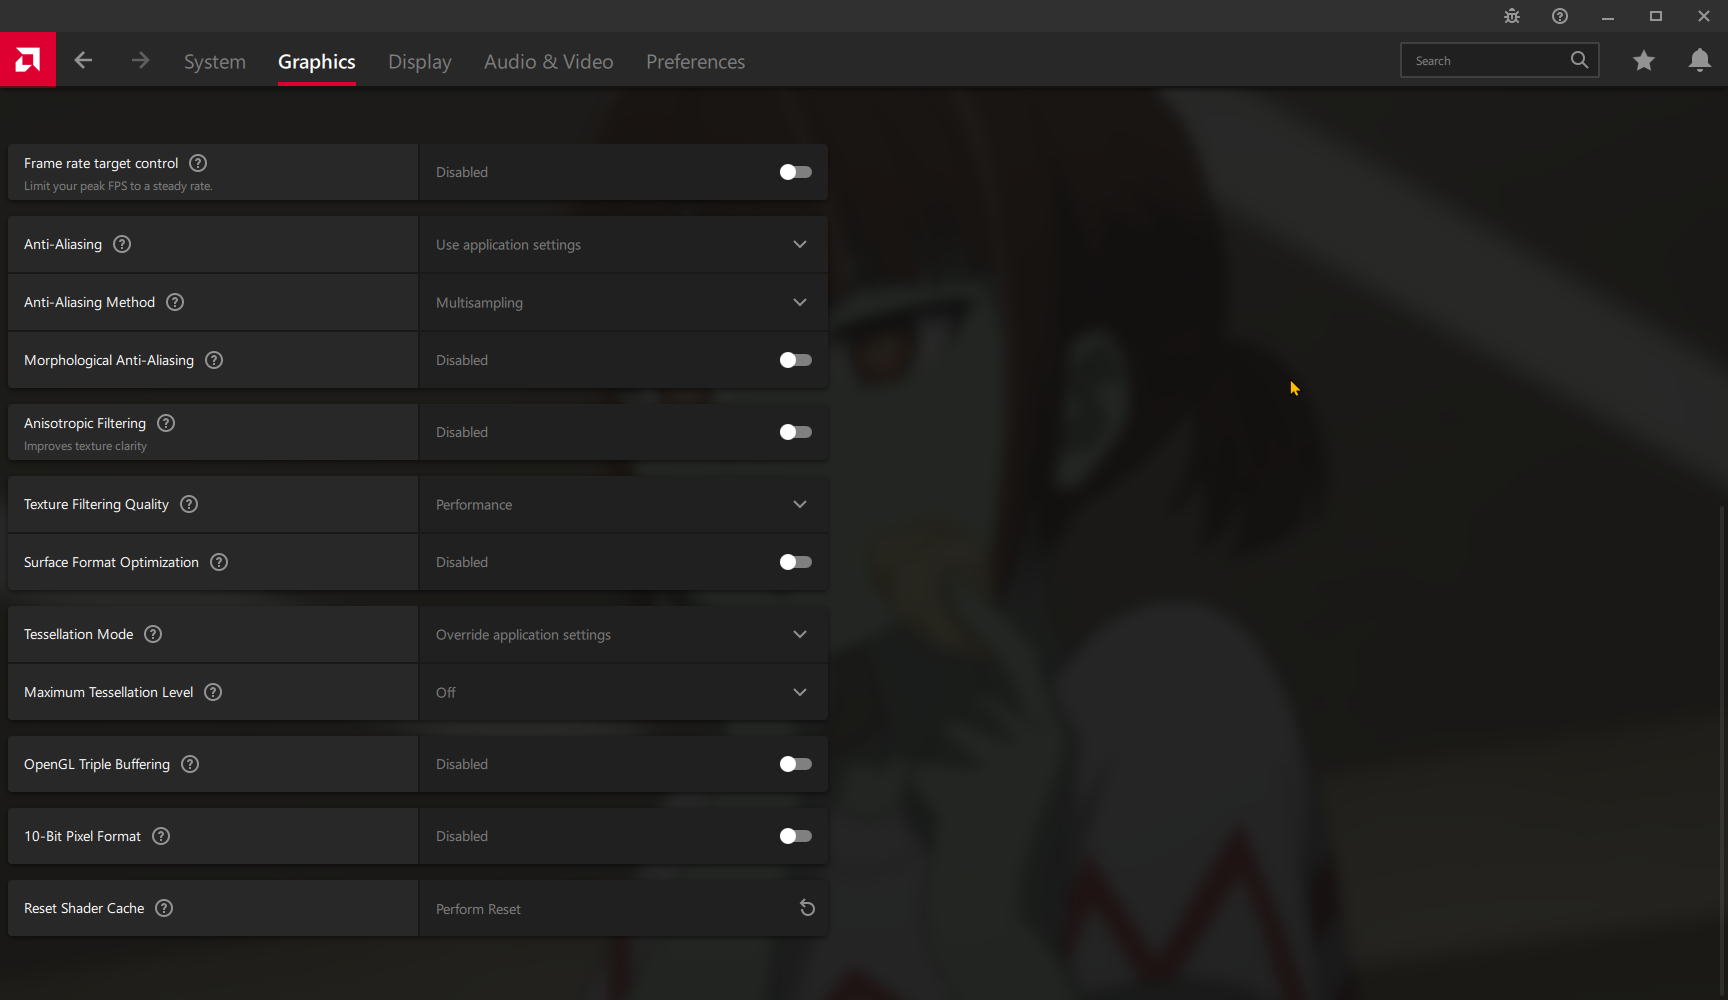 System
Graphics
Display
Audio & Video
Preferences
Search
Frame rate target control
Limit your peak FPS to a steady rate.
Disabled
Anti-Aliasing
Use application settings
Anti-Aliasing Method
Multisampling
Morphological Anti-Aliasing
Disabled
Anisotropic Filtering
Improves texture clarity
Disabled
Texture Filtering Quality
Performance
Surface Format Optimization
Disabled
Tessellation Mode
Override application settings
Maximum Tessellation Level
Off
OpenGL Triple Buffering
Disabled
10-Bit Pixel Format
Disabled
Reset Shader Cache
Perform Reset